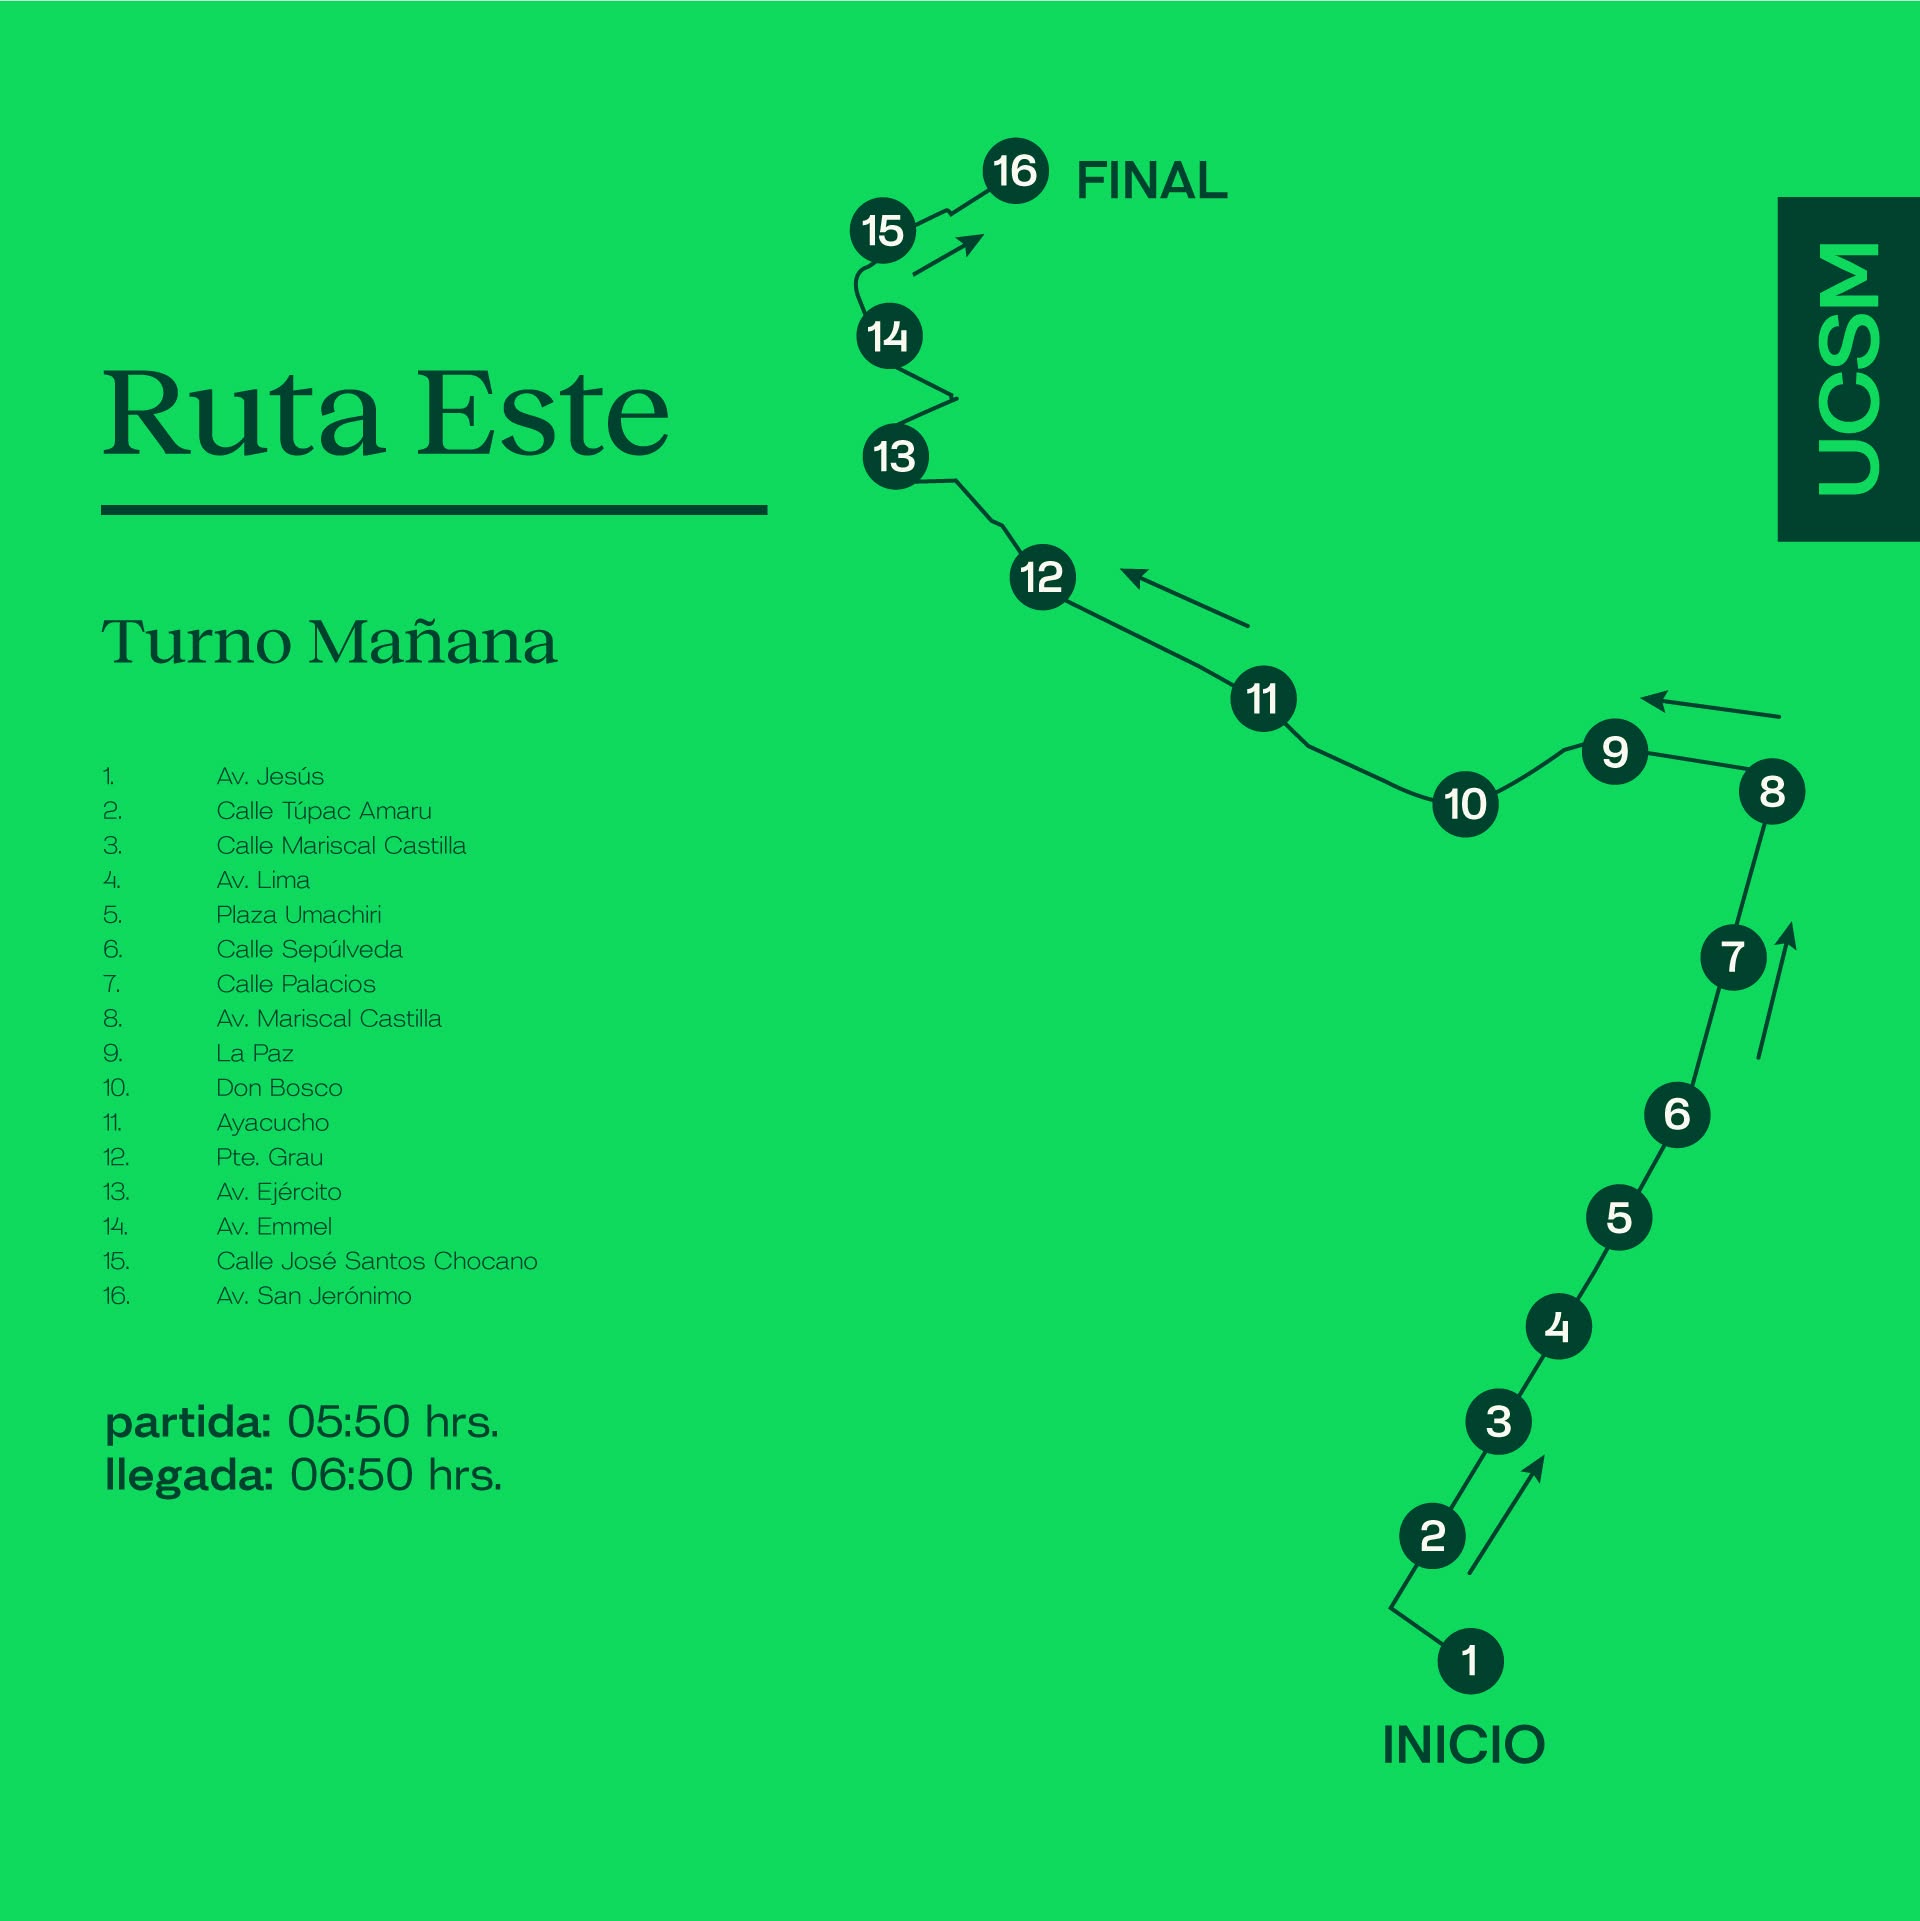 Ruta Este
Turno Mañana
1. Av. Jesús
2. Calle Túpac Amaru
3. Calle Mariscal Castilla
4. Av. Lima
5. Plaza Umachiri
6. Calle Sepúlveda
7. Calle Palacios
8. Av. Mariscal Castilla
9. La Paz
10. Don Bosco
11. Ayacucho
12. Pte. Grau
13. Av. Ejército
14. Av. Emmel
15. Calle José Santos Chocano
16. Av. San Jerónimo
partida: 05:50 hrs.
llegada: 06:50 hrs.
16 FINAL
15
14
13
12
11
9
8
10
7
6
5
4
3
2
1
INICIO
UCSM